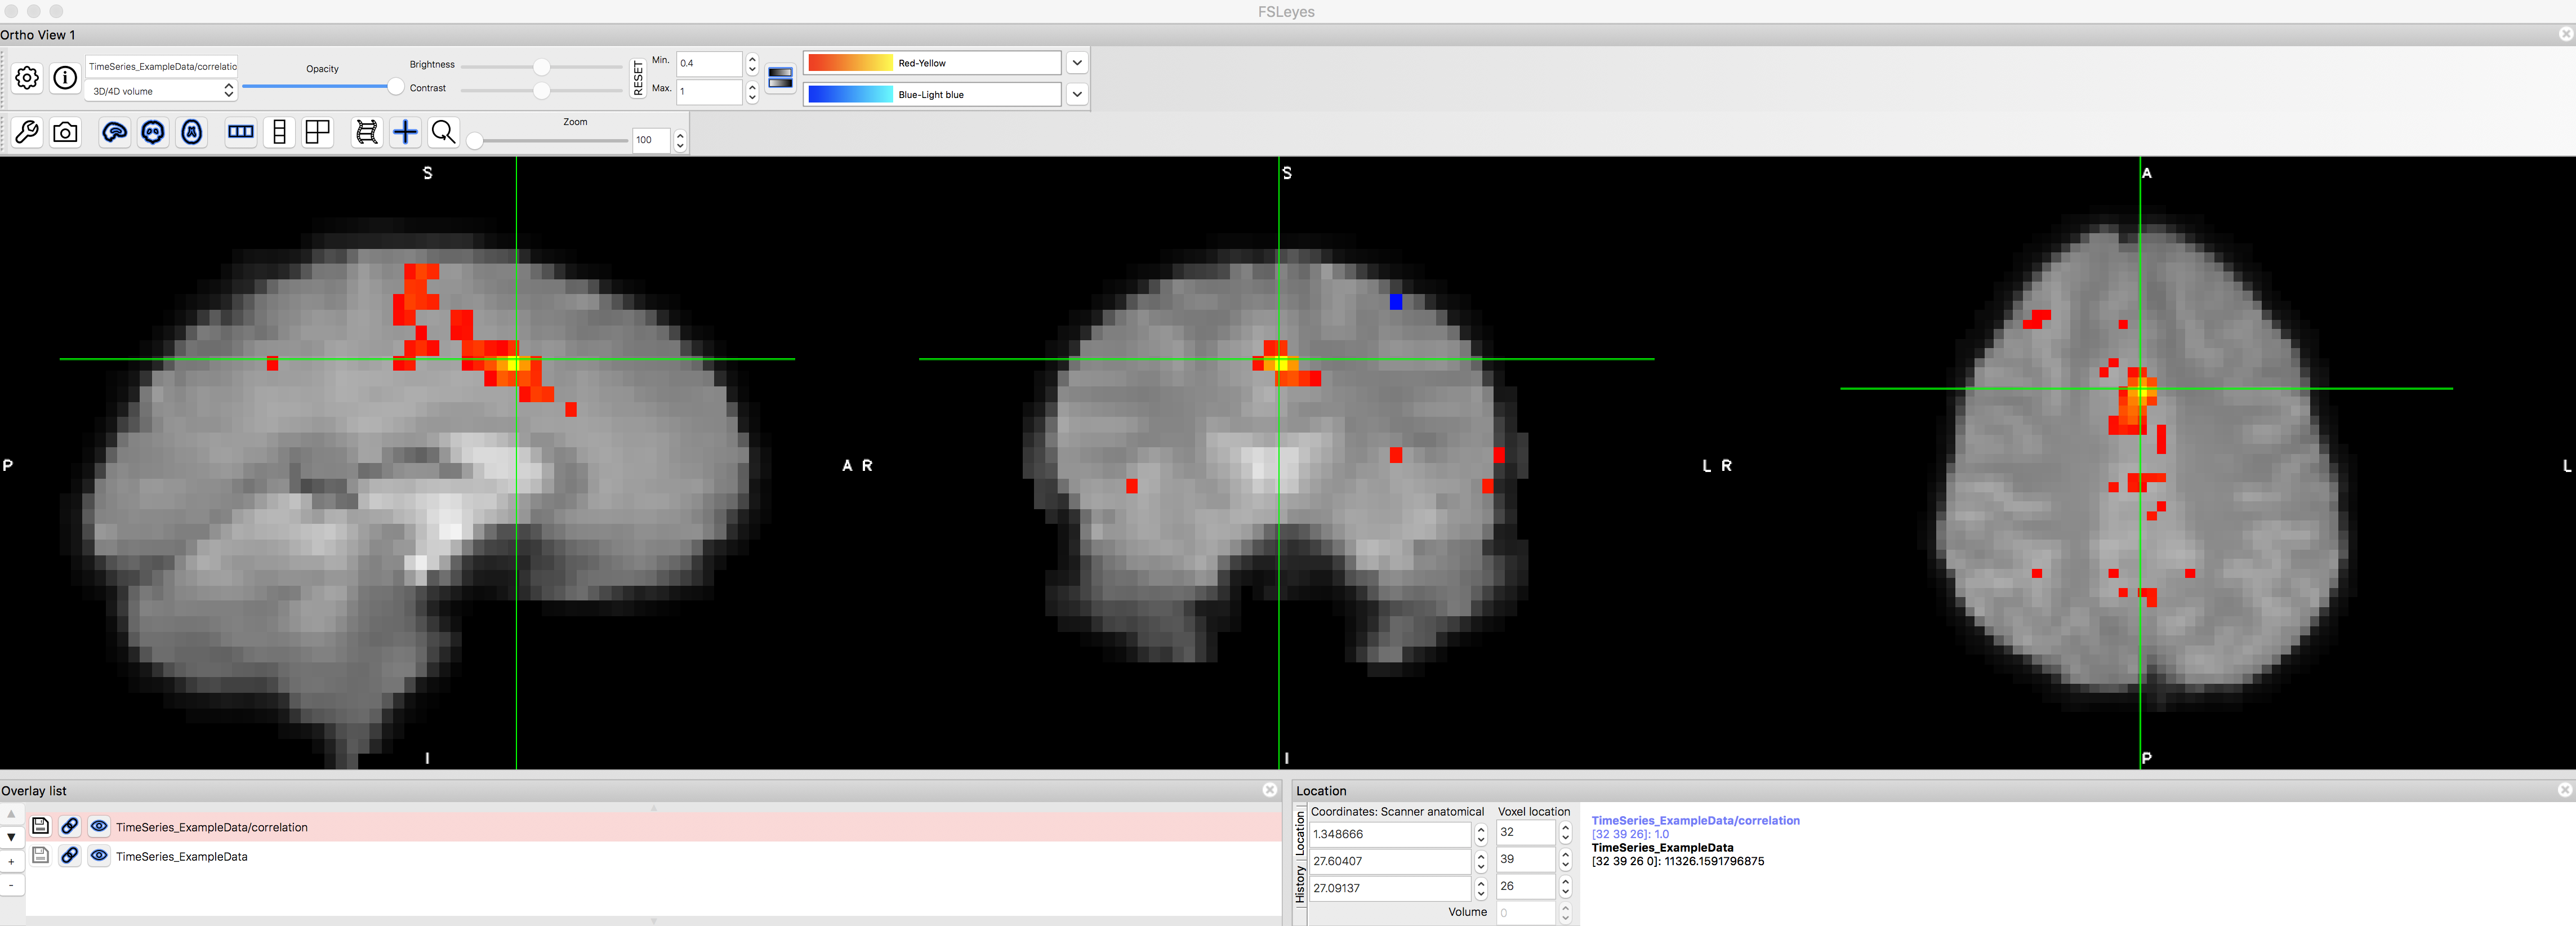 FSLeyes
Ortho View 1
TimeSeries_ExampleData/correlatio
3D/4D volume
Opacity
Brightness
Contrast
RESET
Min. 0.4
Max. 1
Red-Yellow
Blue-Light blue
Zoom
100
S
S
A
P
A R
L R
L
I
I
P
Overlay list
TimeSeries_ExampleData/correlation
TimeSeries_ExampleData
+
-
Location
Location
History
Coordinates: Scanner anatomical Voxel location
1.348666 32
27.60407 39
27.09137 26
Volume 0
TimeSeries_ExampleData/correlation
[32 39 26]: 1.0
TimeSeries_ExampleData
[32 39 26 0]: 11326.1591796875